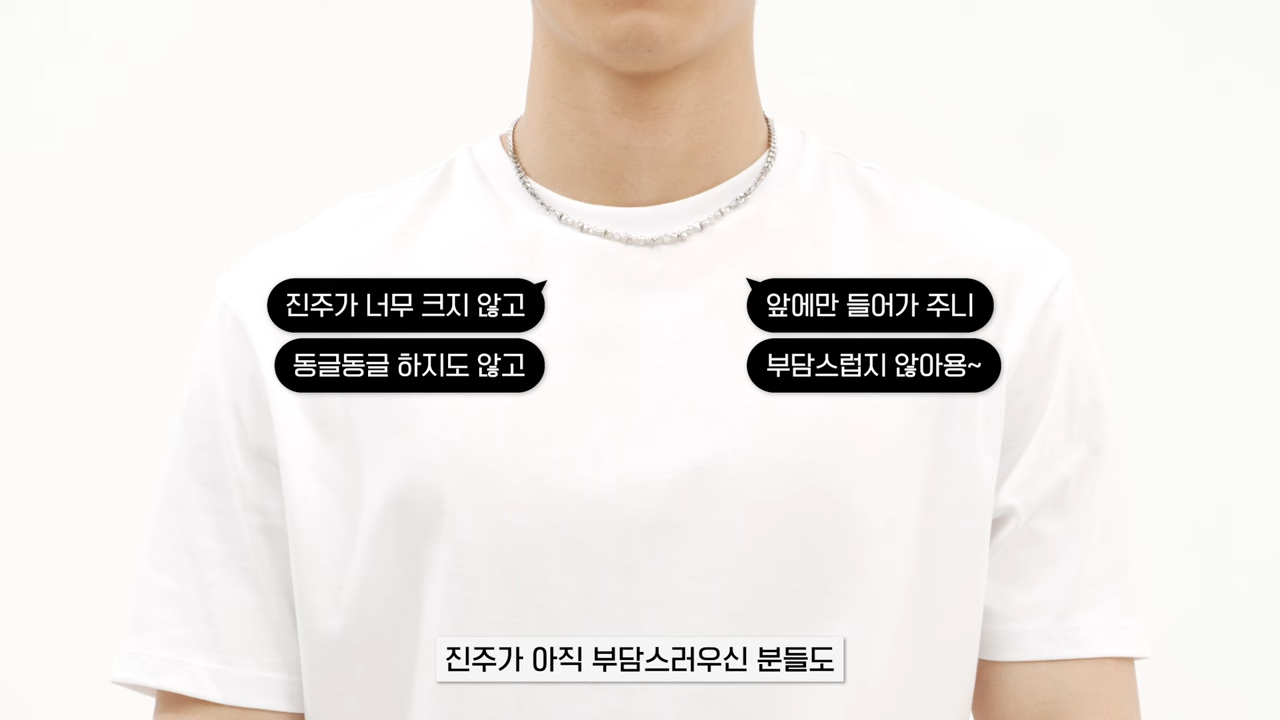 진주가 너무 크지 않고
동글동글 하지도 않고
앞에만 들어가 주니
부담스럽지 않아용~
진주가 아직 부담스러우신 분들도